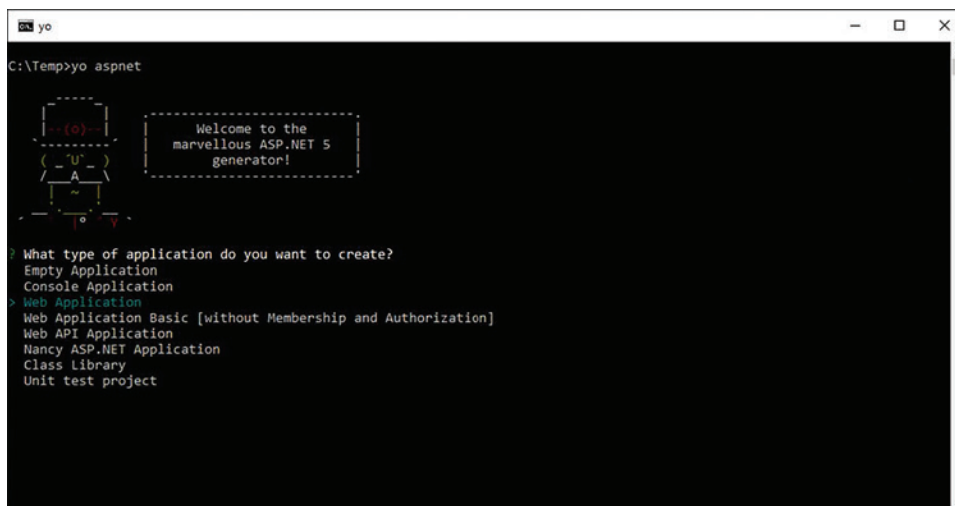 yo
C:\Temp>yo aspnet
Welcome to the
marvellous ASP.NET 5
generator!
? What type of application do you want to create?
Empty Application
Console Application
> Web Application
Web Application Basic [without Membership and Authorization]
Web API Application
Nancy ASP.NET Application
Class Library
Unit test project